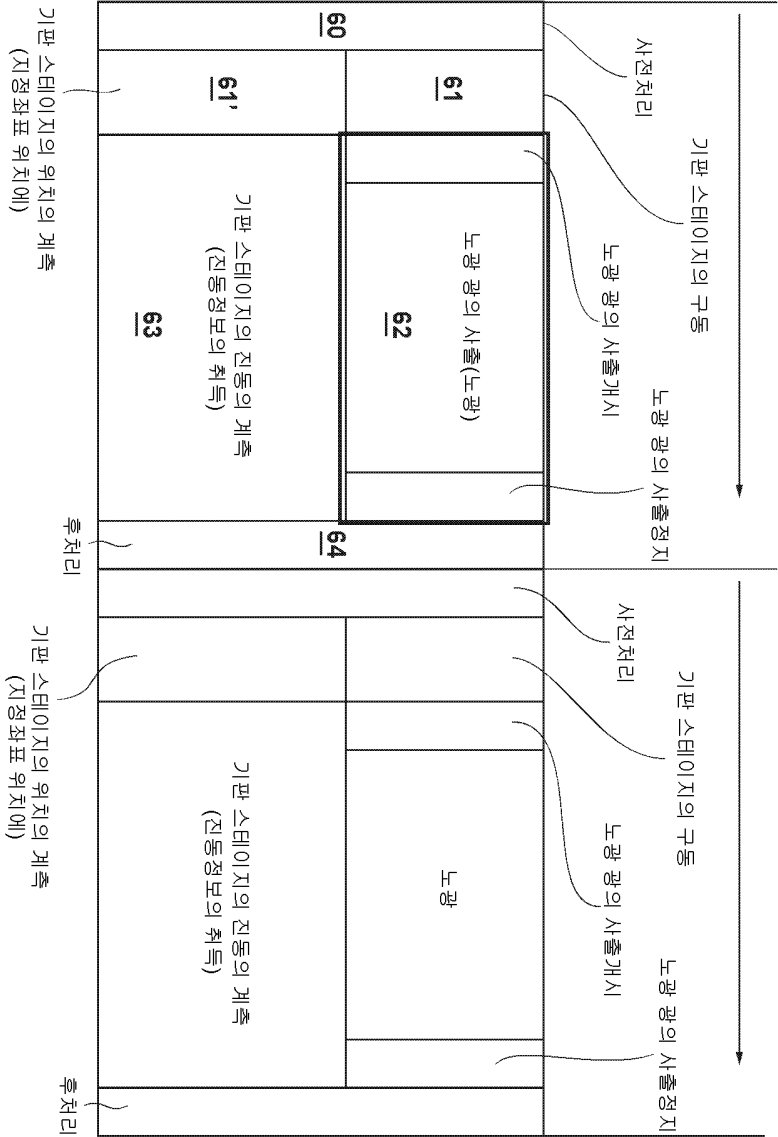 사전처리
기판 스테이지의 구동
노광 광의 사출개시
노광 광의 사출정지
60
61
61'
노광 광의 사출(노광)
62
기판 스테이지의 진동의 계측
(진동정보의 취득)
63
64
기판 스테이지의 위치의 계측
(지정좌표 위치에)
후처리
사전처리
기판 스테이지의 구동
노광 광의 사출개시
노광 광의 사출정지
노광
기판 스테이지의 진동의 계측
(진동정보의 취득)
기판 스테이지의 위치의 계측
(지정좌표 위치에)
후처리